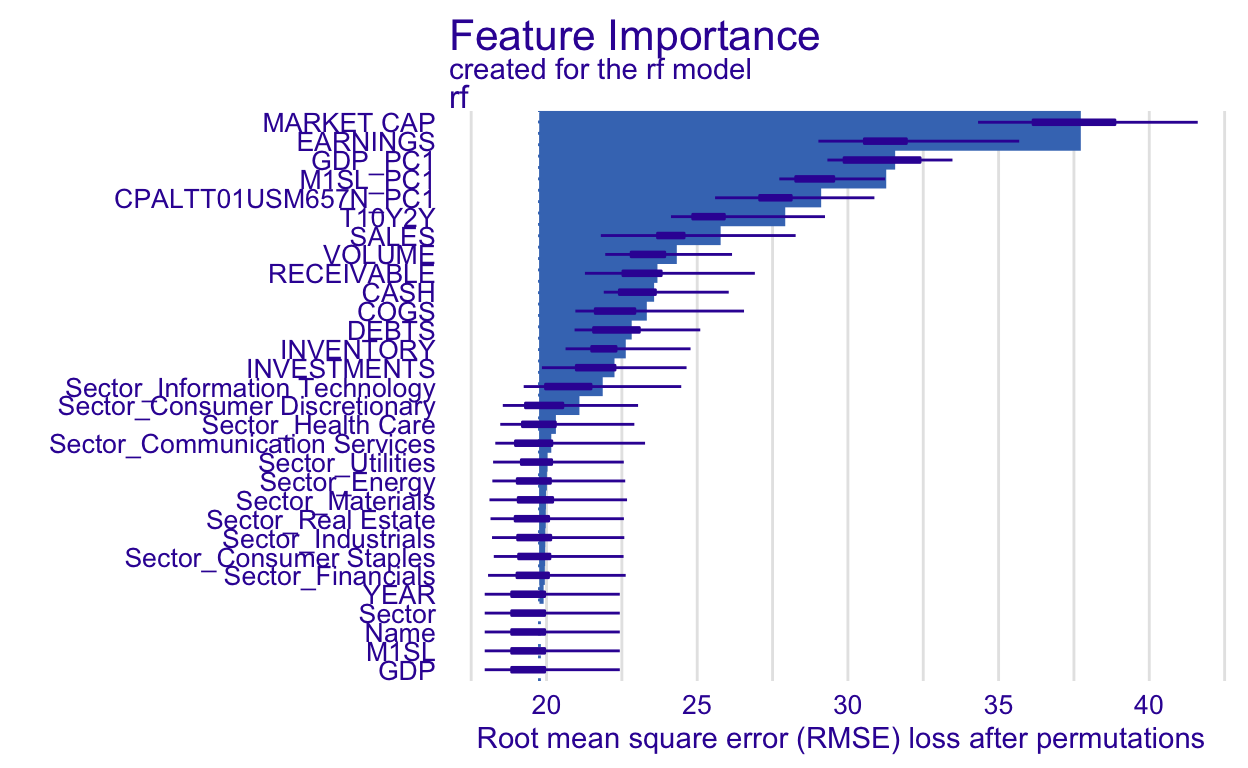 Feature Importance
created for the rf model
rf
MARKET CAP
EARNINGS
GDP_PC1
M1SL_PC1
CPALTT01USM657N_PC1
T10Y2Y
SALES
VOLUME
RECEIVABLE
CASH
COGS
DEBTS
INVENTORY
INVESTMENTS
Sector_Information Technology
Sector_Consumer Discretionary
Sector_Health Care
Sector_Communication Services
Sector_Utilities
Sector_Energy
Sector_Materials
Sector_Real Estate
Sector_Industrials
Sector_Consumer Staples
Sector_Financials
YEAR
Sector
Name
M1SL
GDP
20 25 30 35 40
Root mean square error (RMSE) loss after permutations